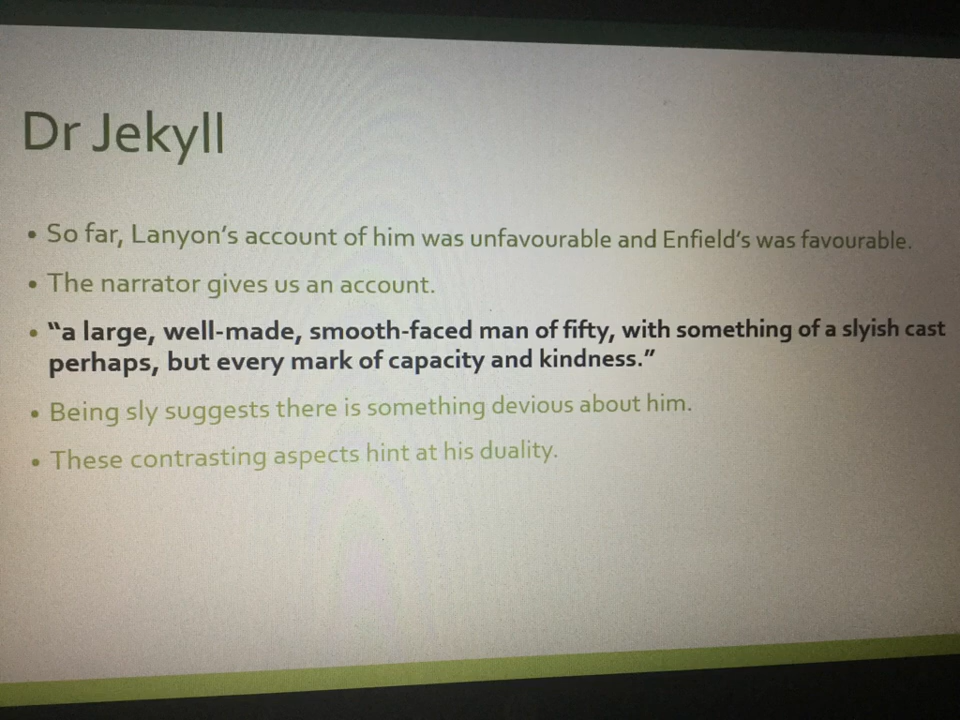 Dr Jekyll
• So far, Lanyon's account of him was unfavourable and Enfield's was favourable.
• The narrator gives us an account.
• "a large, well-made, smooth-faced man of fifty, with something of a slyish cast
perhaps, but every mark of capacity and kindness."
• Being sly suggests there is something devious about him.
• These contrasting aspects hint at his duality.